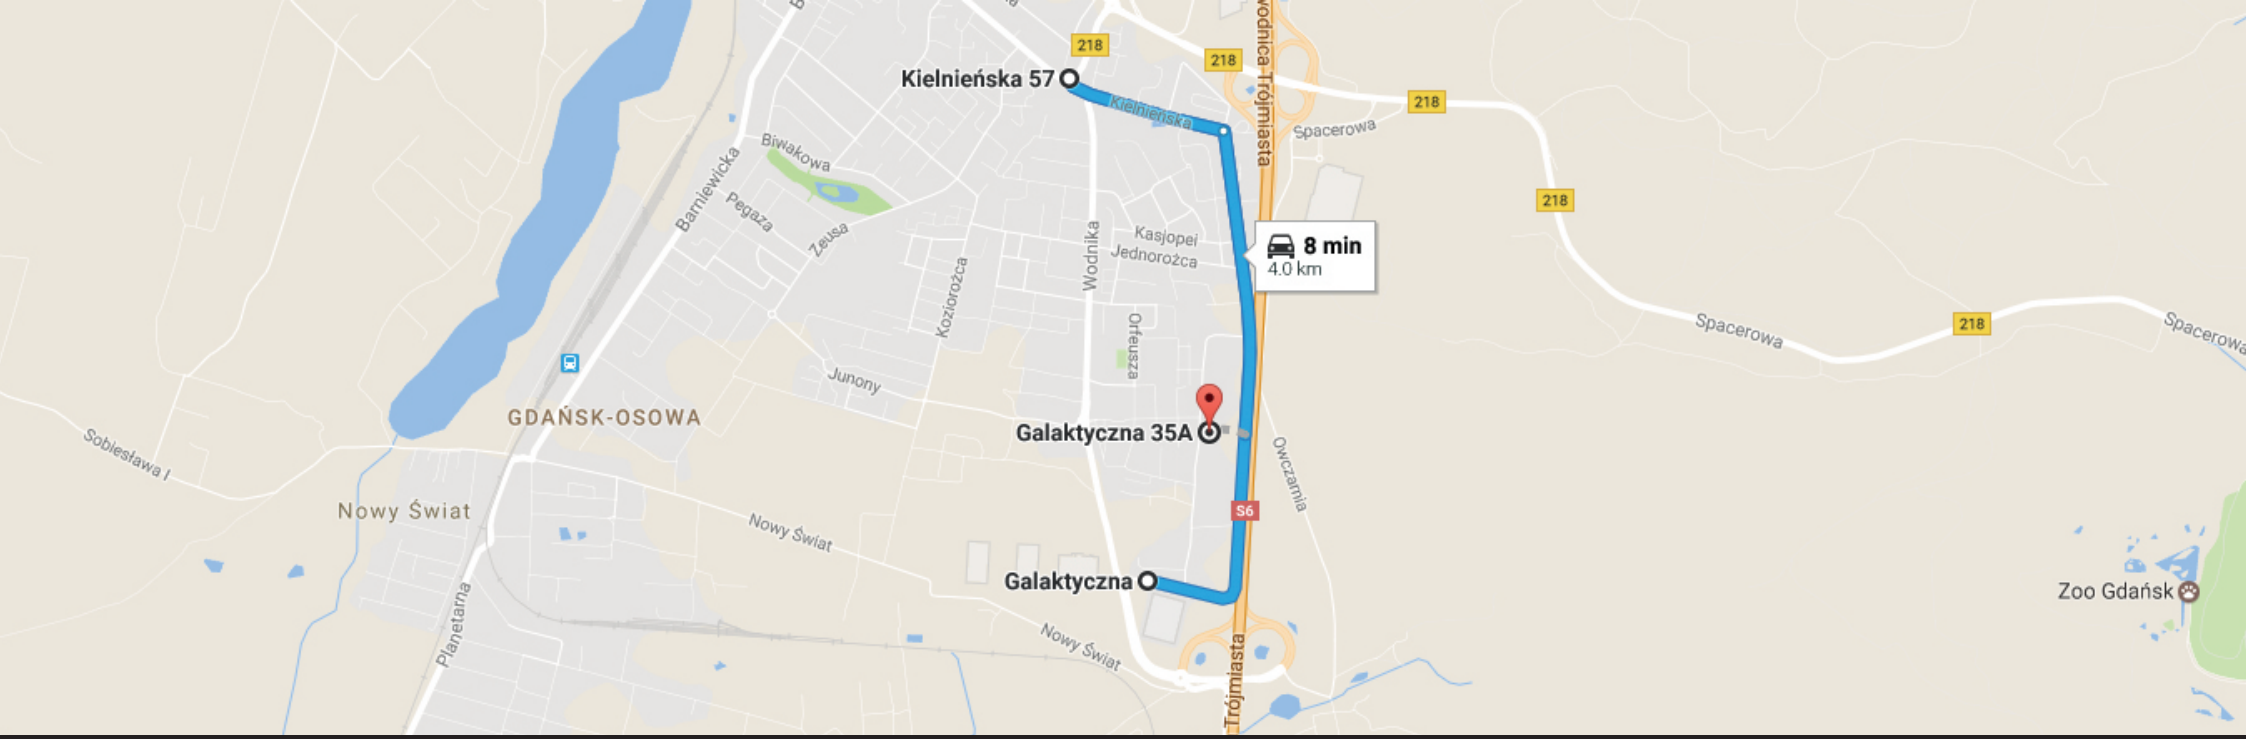 218
218
Kielnieńska 57
Kielnieńska
wodnica Trójmiasta
218
Spacerowa
Biwakowa
Barniewicka
Pegaza
Zeusa
218
Kasjopei
Jednorożca
Wodnika
8 min
4.0 km
Koziorożca
Orfeusza
Spacerowa
218
Spacerowa
Junony
GDAŃSK-OSOWA
Galaktyczna 35A
Sobiesława I
Owczarnia
Nowy Świat
S6
Nowy Świat
Galaktyczna
Zoo Gdańsk
Planetarna
Nowy Świat
Trójmiasta